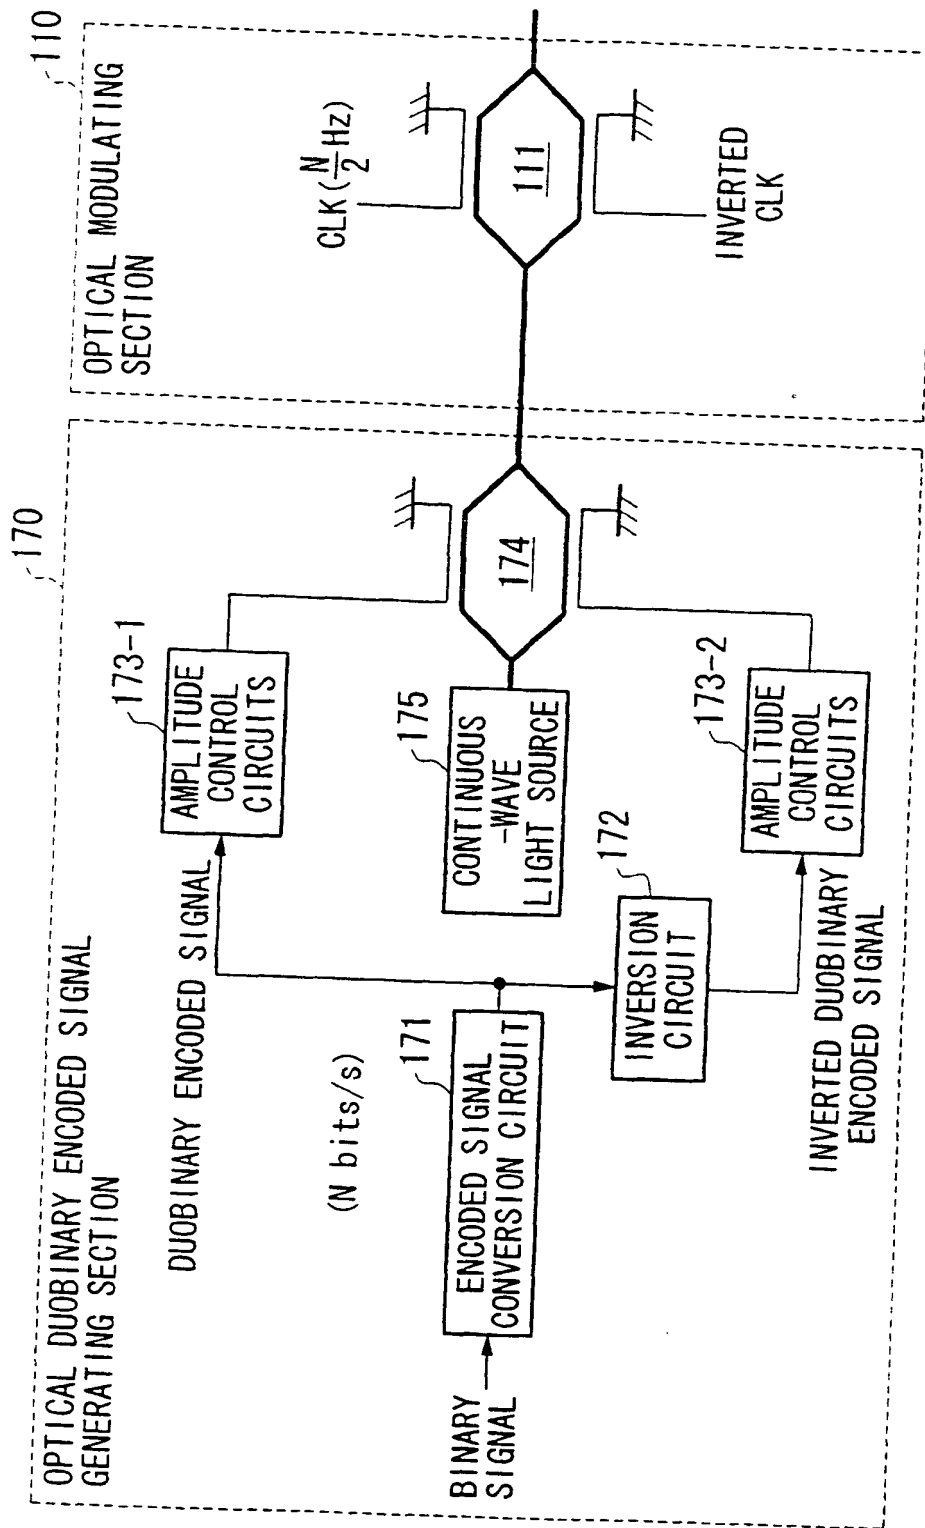 170
OPTICAL DUOBINARY ENCODED SIGNAL
GENERATING SECTION
DUOBINARY ENCODED SIGNAL
173-1
AMPLITUDE
CONTROL
CIRCUITS
(N bits/s)
BINARY
SIGNAL
171
ENCODED SIGNAL
CONVERSION CIRCUIT
175
CONTINUOUS
-WAVE
LIGHT SOURCE
174
172
INVERSION
CIRCUIT
INVERTED DUOBINARY
ENCODED SIGNAL
173-2
AMPLITUDE
CONTROL
CIRCUITS
110
OPTICAL MODULATING
SECTION
CLK (N/2 Hz)
111
INVERTED
CLK